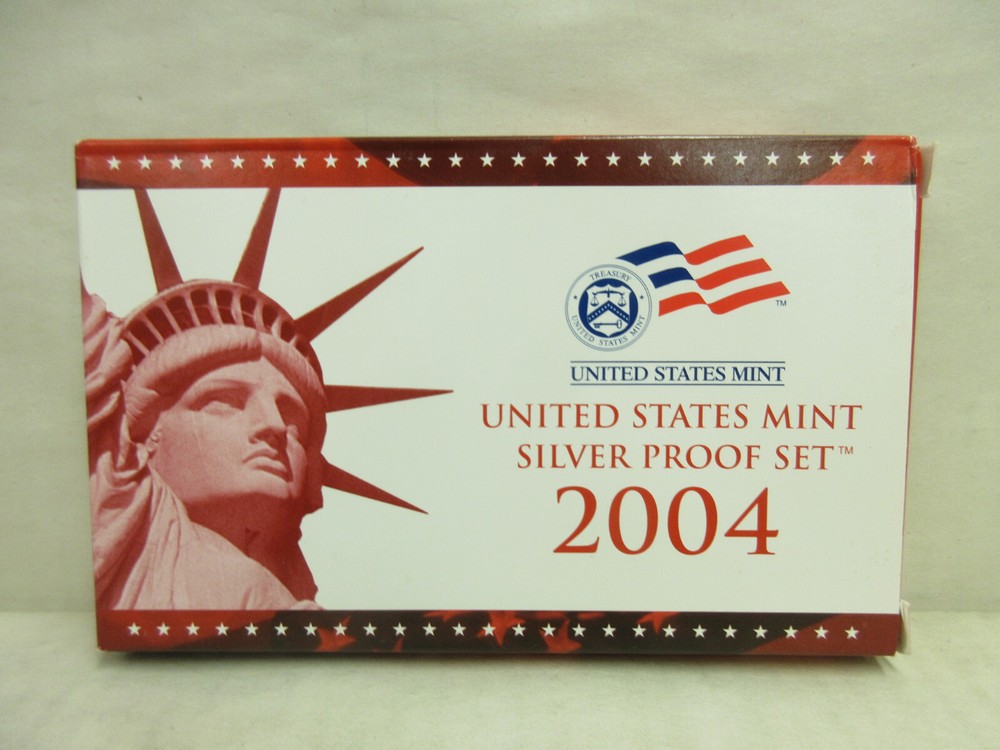 TREASURY
UNITED STATES MINT
TM
UNITED STATES MINT
UNITED STATES MINT
SILVER PROOF SET™
2004